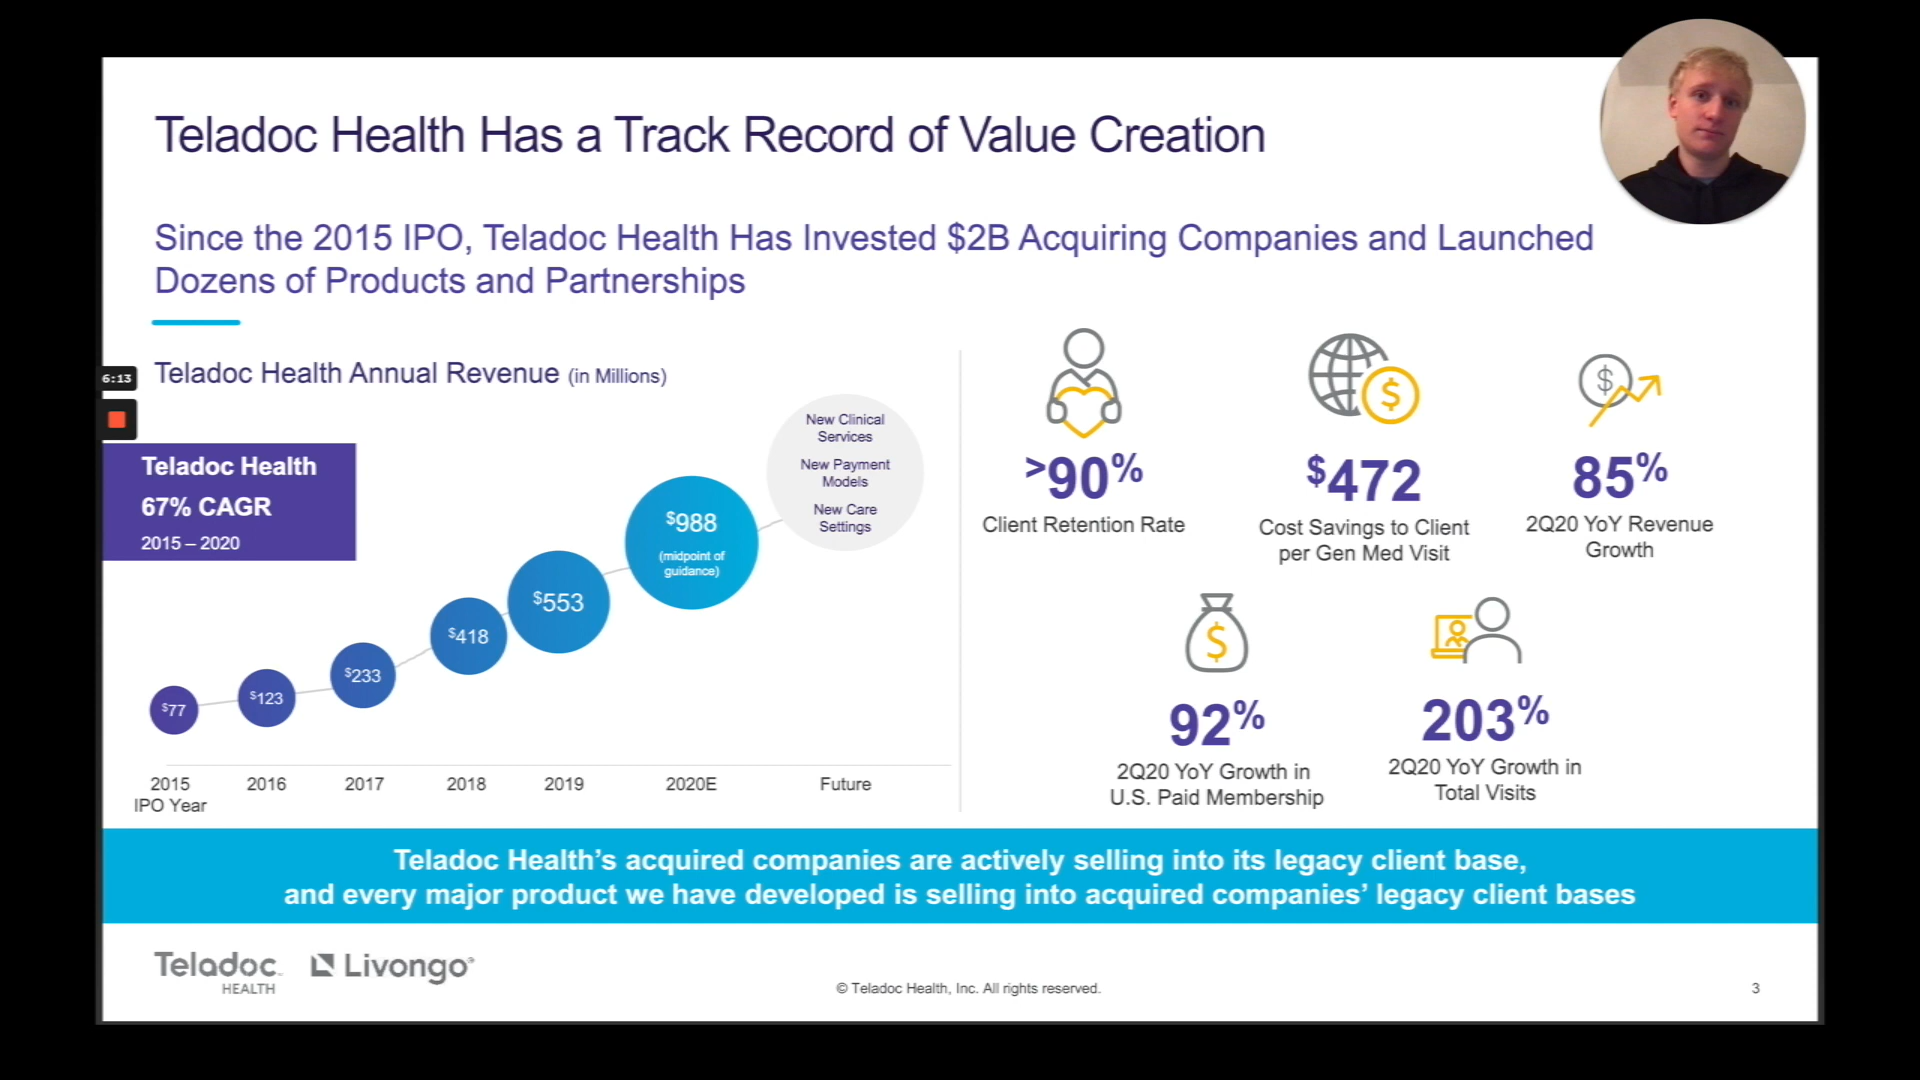 Teladoc Health Has a Track Record of Value Creation
Since the 2015 IPO, Teladoc Health Has Invested $2B Acquiring Companies and Launched
Dozens of Products and Partnerships
6:13
Teladoc Health Annual Revenue (in Millions)
Teladoc Health
67% CAGR
2015 – 2020
$77
$123
$233
$418
$553
$988
(midpoint of
guidance)
New Clinical
Services
New Payment
Models
New Care
Settings
2015
IPO Year
2016
2017
2018
2019
2020E
Future
>90%
Client Retention Rate
$472
Cost Savings to Client
per Gen Med Visit
85%
2Q20 YoY Revenue
Growth
92%
2Q20 YoY Growth in
U.S. Paid Membership
203%
2Q20 YoY Growth in
Total Visits
Teladoc Health’s acquired companies are actively selling into its legacy client base,
and every major product we have developed is selling into acquired companies’ legacy client bases
Teladoc
HEALTH
Livongo®
© Teladoc Health, Inc. All rights reserved.
3